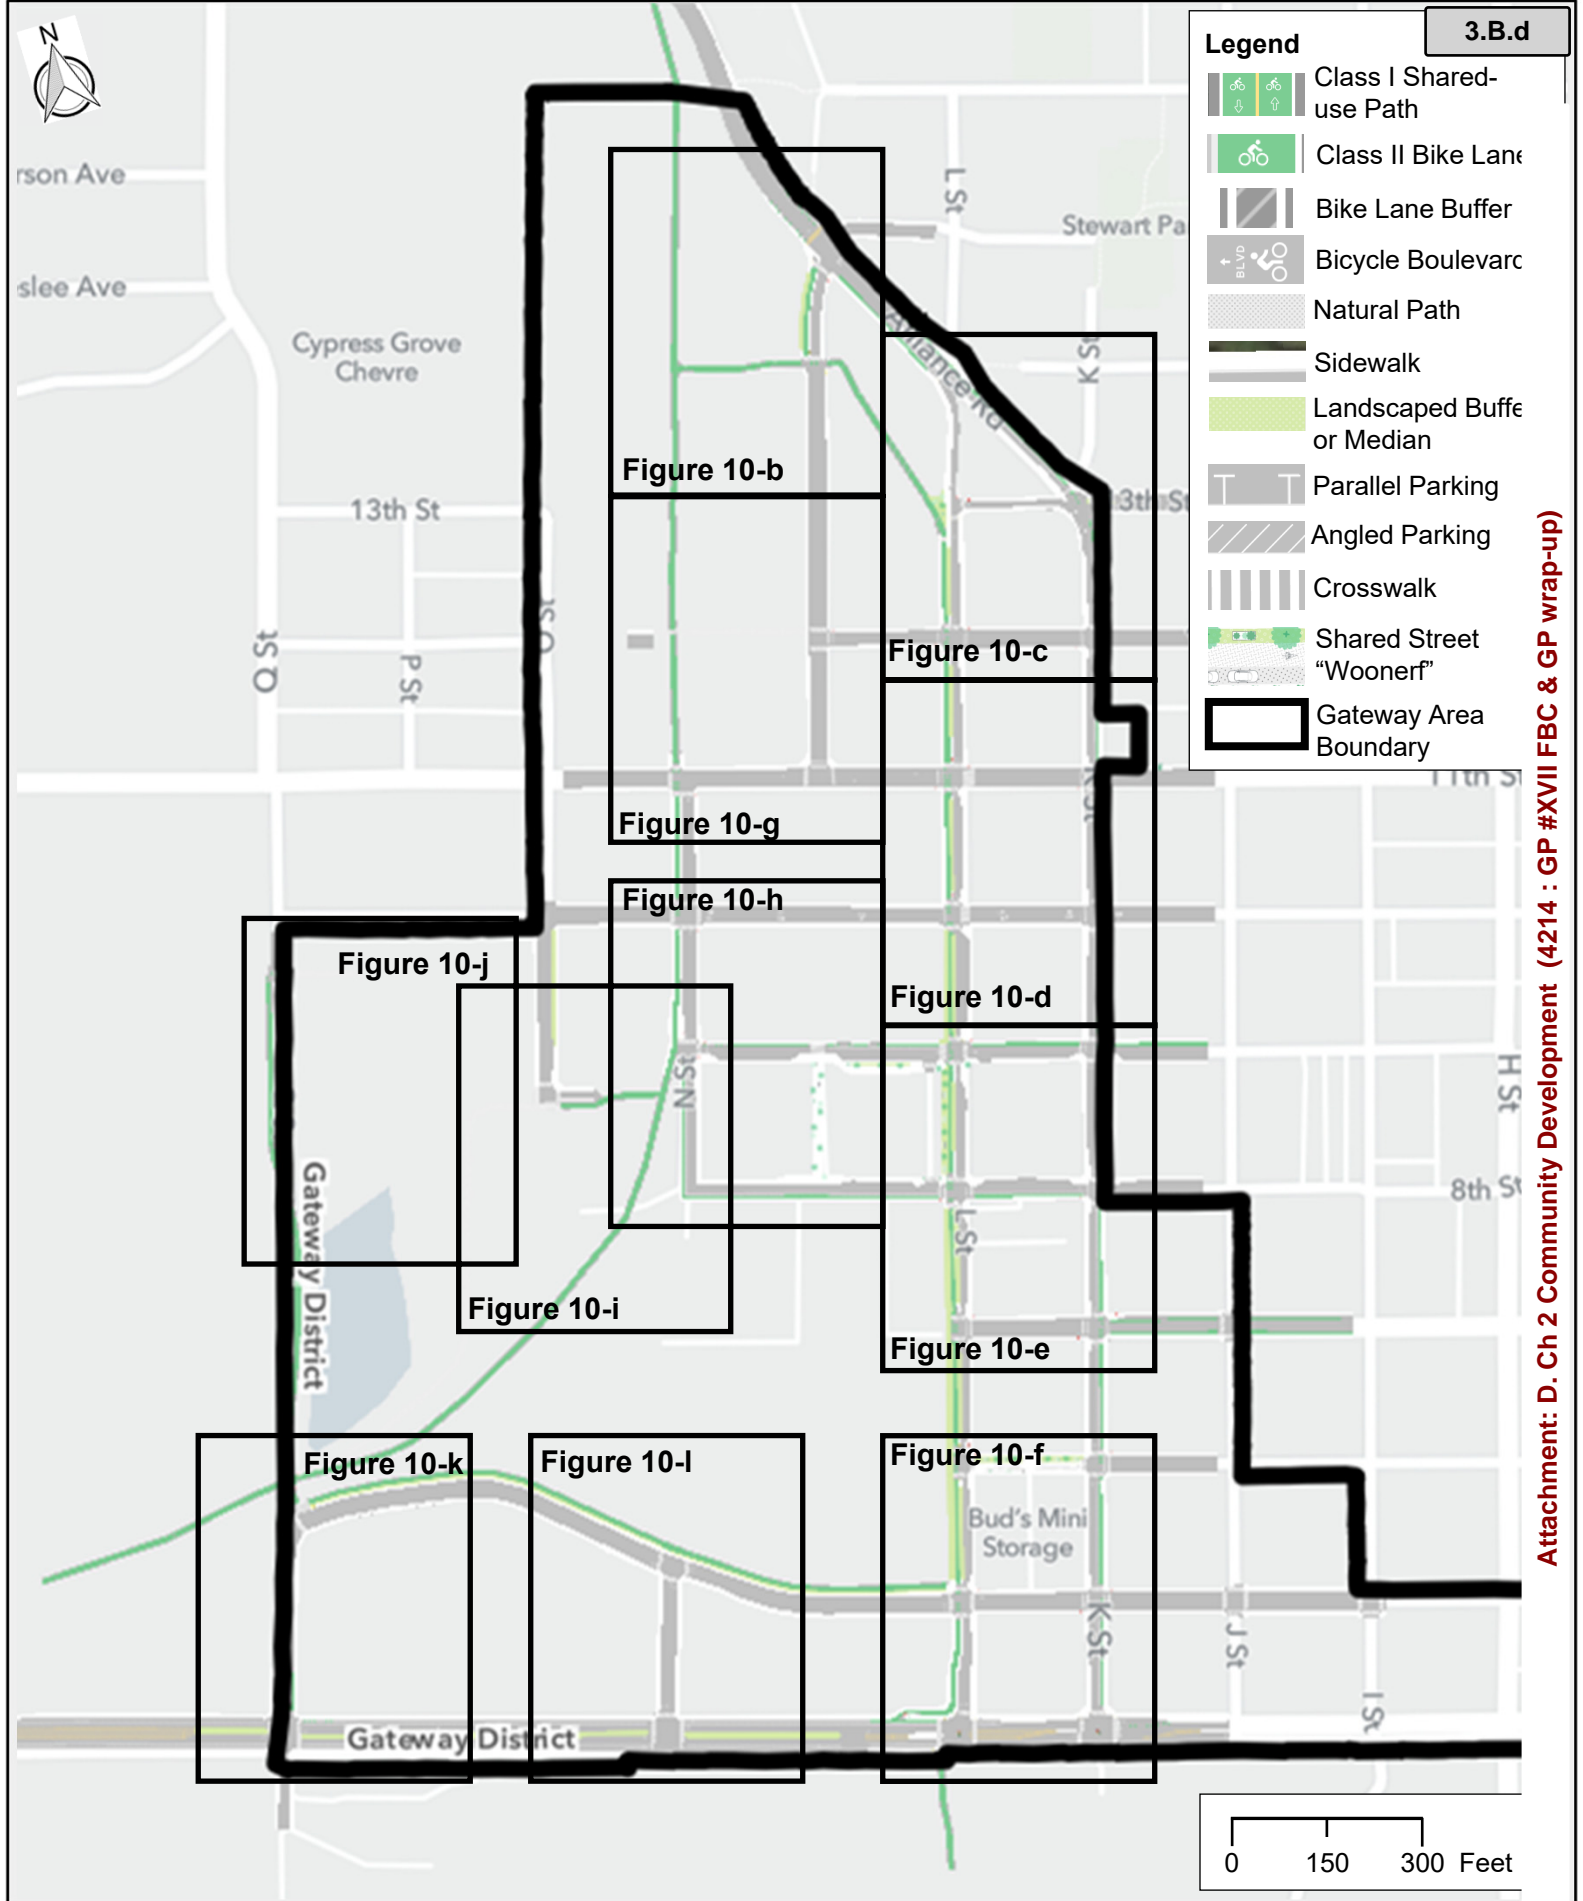 3.B.d
N
Legend
Class I Shared-
use Path
Class II Bike Lane
Bike Lane Buffer
BLVD
Bicycle Boulevard
Natural Path
Sidewalk
Landscaped Buffe
or Median
Parallel Parking
Angled Parking
Crosswalk
Shared Street
"Woonerf"
Gateway Area
Boundary
rson Ave
slee Ave
L St
Stewart Pa
Cypress Grove
Chevre
Alliance Rd
K St
Figure 10-b
13th St
3th St
Q St
P St
O St
Figure 10-c
11th St
K St
Figure 10-g
Figure 10-h
Figure 10-j
Figure 10-d
N St
H St
Gateway District
8th St
L St
Figure 10-i
Figure 10-e
Figure 10-k
Figure 10-l
Figure 10-f
Bud's Mini
Storage
K St
J St
I St
Gateway District
0 150 300 Feet
Attachment: D. Ch 2 Community Development (4214 : GP #XVII FBC & GP wrap-up)